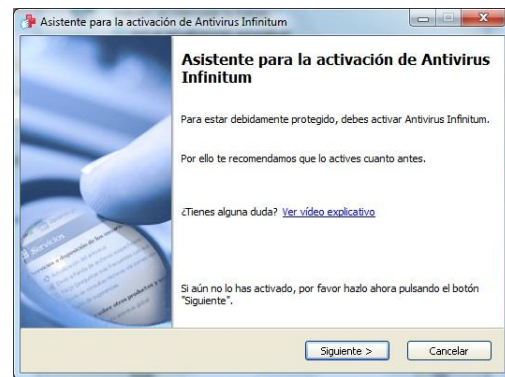 Asistente para la activación de Antivirus Infinitum
Asistente para la activación de Antivirus
Infinitum
Para estar debidamente protegido, debes activar Antivirus Infinitum.
Por ello te recomendamos que lo actives cuanto antes.
¿Tienes alguna duda? Ver vídeo explicativo
Si aún no lo has activado, por favor hazlo ahora pulsando el botón
"Siguiente".
Servicios
Siguiente >
Cancelar